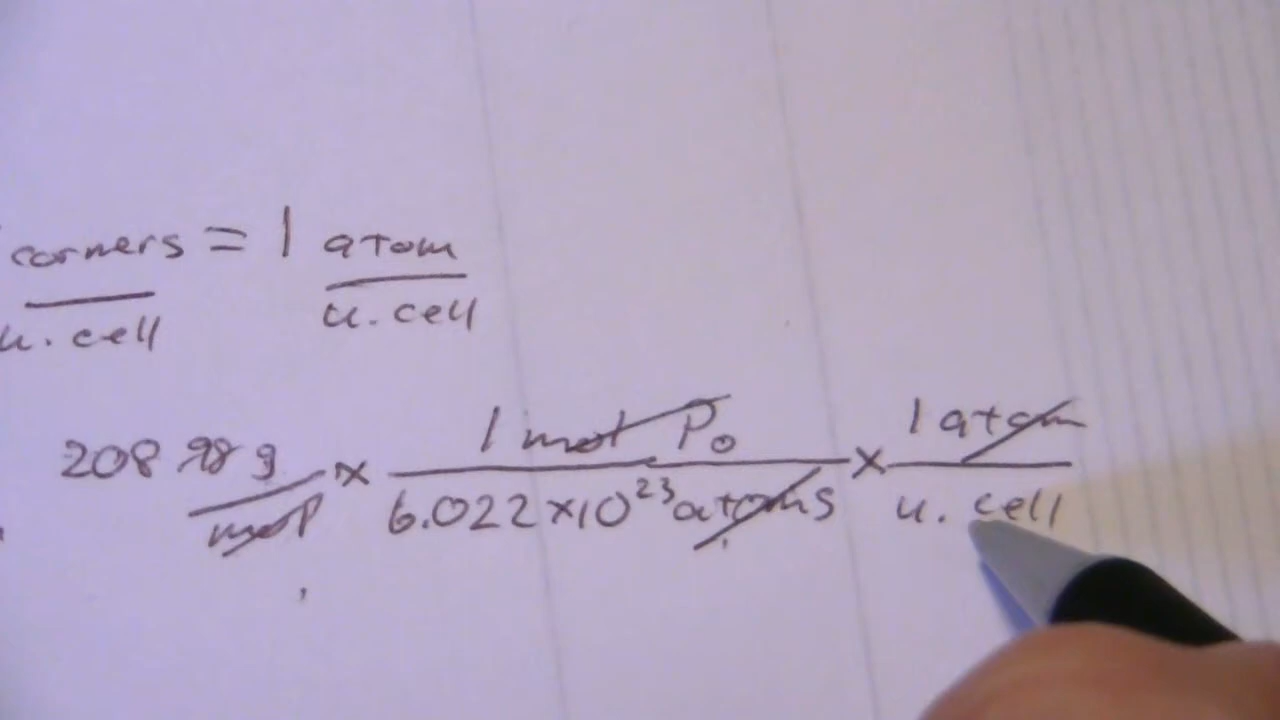 corners = 1 atom
u. cell u. cell
208.98 g × 1 mol Po × 1 atom
mol 6.022 × 10²³ atoms u. cell